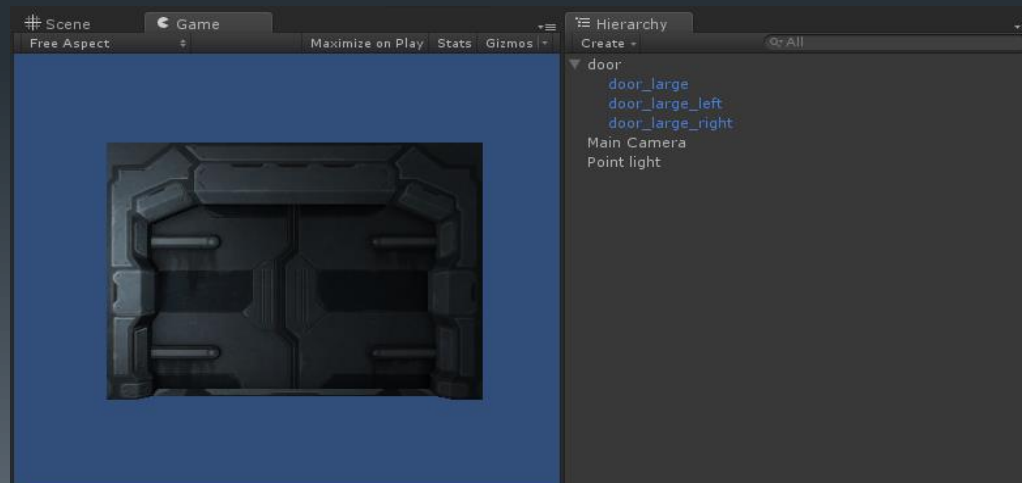 Scene
Game
Free Aspect
Maximize on Play Stats Gizmos
Hierarchy
Create
All
door
door_large
door_large_left
door_large_right
Main Camera
Point light